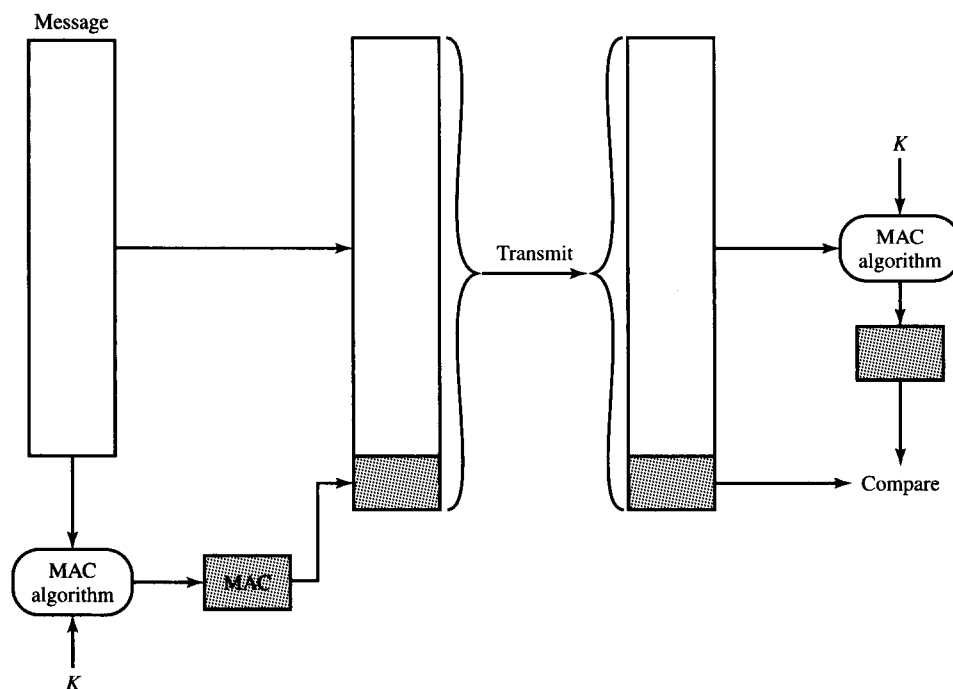 Message
Transmit
K
MAC
algorithm
Compare
MAC
algorithm
MAC
K